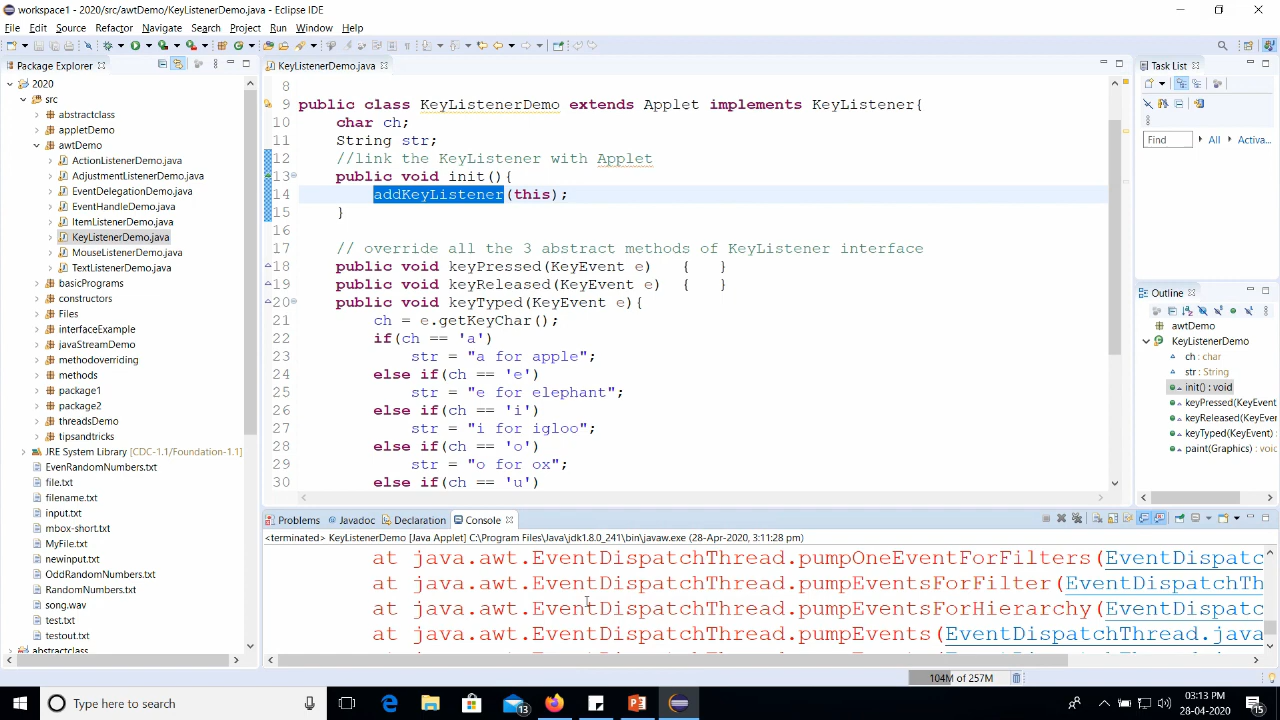 workspace1 - 2020/src/awtDemo/KeyListenerDemo.java - Eclipse IDE
File Edit Source Refactor Navigate Search Project Run Window Help
Package Explorer
2020
src
abstractclass
appletDemo
awtDemo
ActionListenerDemo.java
AdjustmentListenerDemo.java
EventDelegationDemo.java
EventHandleDemo.java
ItemListenerDemo.java
KeyListenerDemo.java
MouseListenerDemo.java
TextListenerDemo.java
basicPrograms
constructors
Files
interfaceExample
javaStreamDemo
methodoverriding
methods
package1
package2
threadsDemo
tipsandtricks
JRE System Library [CDC-1.1/Foundation-1.1]
EvenRandomNumbers.txt
file.txt
filename.txt
input.txt
mbox-short.txt
MyFile.txt
newinput.txt
OddRandomNumbers.txt
RandomNumbers.txt
song.wav
test.txt
testout.txt
abstractclass
KeyListenerDemo.java
8
9 public class KeyListenerDemo extends Applet implements KeyListener{
10 char ch;
11 String str;
12 //link the KeyListener with Applet
13 public void init(){
14 addKeyListener(this);
15 }
16
17 // override all the 3 abstract methods of KeyListener interface
18 public void keyPressed(KeyEvent e) { }
19 public void keyReleased(KeyEvent e) { }
20 public void keyTyped(KeyEvent e){
21 ch = e.getKeyChar();
22 if(ch == 'a')
23 str = "a for apple";
24 else if(ch == 'e')
25 str = "e for elephant";
26 else if(ch == 'i')
27 str = "i for igloo";
28 else if(ch == 'o')
29 str = "o for ox";
30 else if(ch == 'u')
Task List
Find All Activa...
Outline
awtDemo
KeyListenerDemo
ch : char
str : String
init() : void
keyPressed(KeyEvent
keyReleased(KeyEvent
keyTyped(KeyEvent)
paint(Graphics) : void
Problems Javadoc Declaration Console
<terminated> KeyListenerDemo [Java Applet] C:\Program Files\Java\jdk1.8.0_241\bin\javaw.exe (28-Apr-2020, 3:11:28 pm)
at java.awt.EventDispatchThread.pumpOneEventForFilters(EventDispatc
at java.awt.EventDispatchThread.pumpEventsForFilter(EventDispatchTh
at java.awt.EventDispatchThread.pumpEventsForHierarchy(EventDispatc
at java.awt.EventDispatchThread.pumpEvents(EventDispatchThread.java
104M of 257M
Type here to search
13
03:13 PM
28-04-2020
15